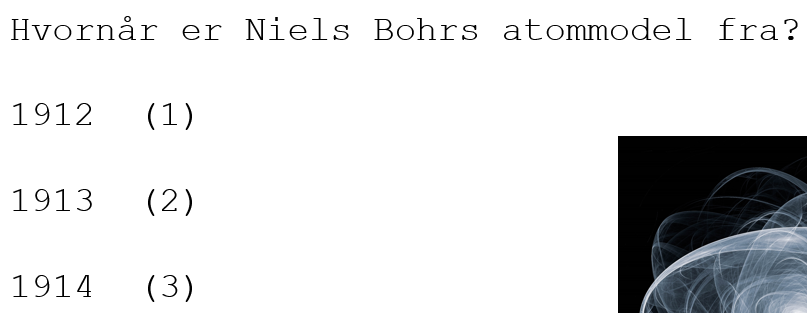 Hvornår er Niels Bohrs atommodel fra?
1912 (1)
1913 (2)
1914 (3)